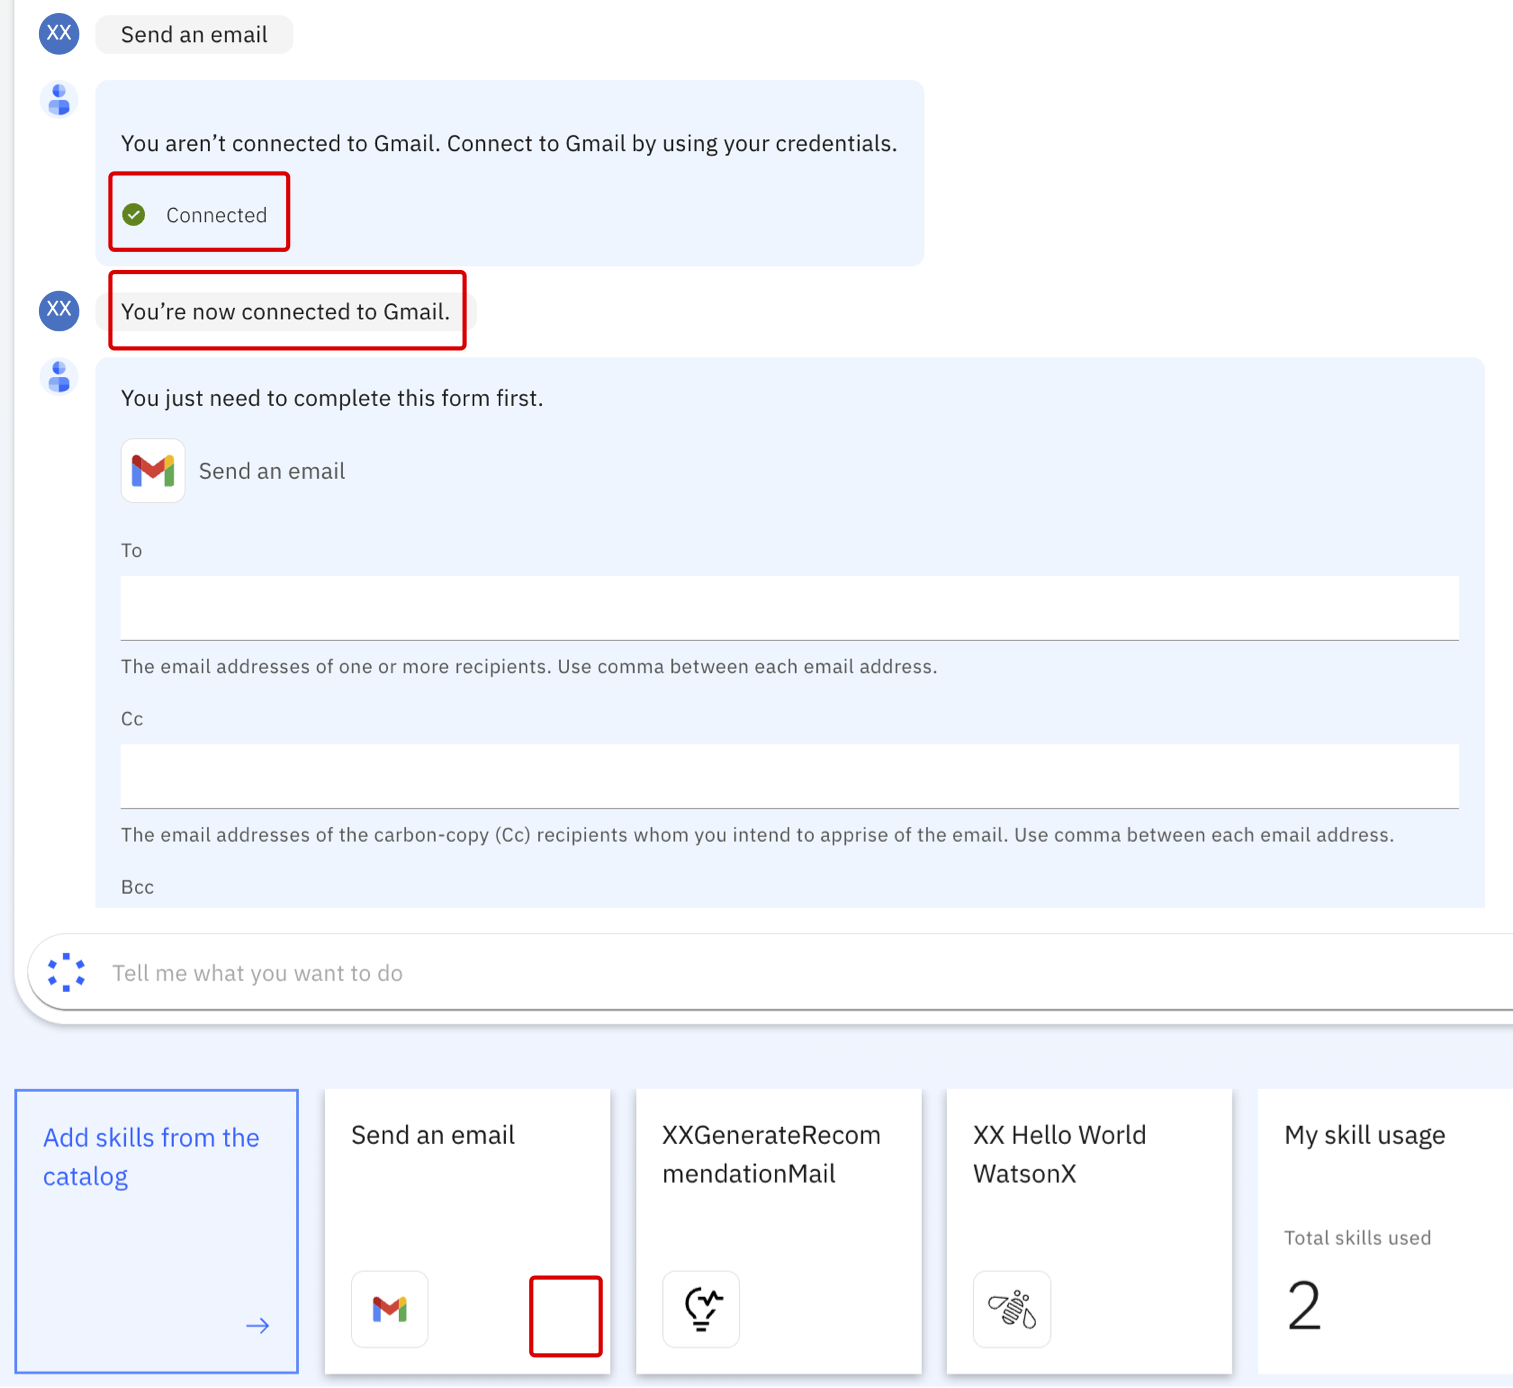 XX
Send an email
You aren’t connected to Gmail. Connect to Gmail by using your credentials.
Connected
XX
You’re now connected to Gmail.
You just need to complete this form first.
Send an email
To
The email addresses of one or more recipients. Use comma between each email address.
Cc
The email addresses of the carbon-copy (Cc) recipients whom you intend to apprise of the email. Use comma between each email address.
Bcc
Tell me what you want to do
Add skills from the
catalog
Send an email
XXGenerateRecom
mendationMail
XX Hello World
WatsonX
My skill usage
Total skills used
2